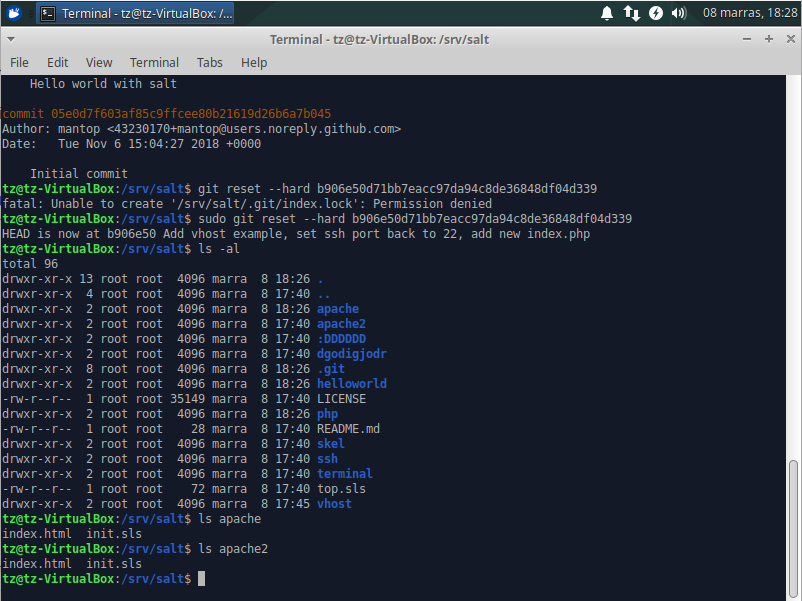 Terminal - tz@tz-VirtualBox: /...
08 marras, 18:28
Terminal - tz@tz-VirtualBox: /srv/salt
File Edit View Terminal Tabs Help
    Hello world with salt
commit 05e0d7f603af85c9ffcee80b21619d26b6a7b045
Author: mantop <43230170+mantop@users.noreply.github.com>
Date:   Tue Nov 6 15:04:27 2018 +0000
    Initial commit
tz@tz-VirtualBox:/srv/salt$ git reset --hard b906e50d71bb7eacc97da94c8de36848df04d339
fatal: Unable to create '/srv/salt/.git/index.lock': Permission denied
tz@tz-VirtualBox:/srv/salt$ sudo git reset --hard b906e50d71bb7eacc97da94c8de36848df04d339
HEAD is now at b906e50 Add vhost example, set ssh port back to 22, add new index.php
tz@tz-VirtualBox:/srv/salt$ ls -al
total 96
drwxr-xr-x 13 root root  4096 marra  8 18:26 .
drwxr-xr-x  4 root root  4096 marra  8 17:40 ..
drwxr-xr-x  2 root root  4096 marra  8 18:26 apache
drwxr-xr-x  2 root root  4096 marra  8 17:40 apache2
drwxr-xr-x  2 root root  4096 marra  8 17:40 :DDDDDD
drwxr-xr-x  2 root root  4096 marra  8 17:40 dgodigjodr
drwxr-xr-x  8 root root  4096 marra  8 18:26 .git
drwxr-xr-x  2 root root  4096 marra  8 18:26 helloworld
-rw-r--r--  1 root root 35149 marra  8 17:40 LICENSE
drwxr-xr-x  2 root root  4096 marra  8 18:26 php
-rw-r--r--  1 root root    28 marra  8 17:40 README.md
drwxr-xr-x  2 root root  4096 marra  8 17:40 skel
drwxr-xr-x  2 root root  4096 marra  8 17:40 ssh
drwxr-xr-x  2 root root  4096 marra  8 17:40 terminal
-rw-r--r--  1 root root    72 marra  8 17:40 top.sls
drwxr-xr-x  2 root root  4096 marra  8 17:45 vhost
tz@tz-VirtualBox:/srv/salt$ ls apache
index.html  init.sls
tz@tz-VirtualBox:/srv/salt$ ls apache2
index.html  init.sls
tz@tz-VirtualBox:/srv/salt$